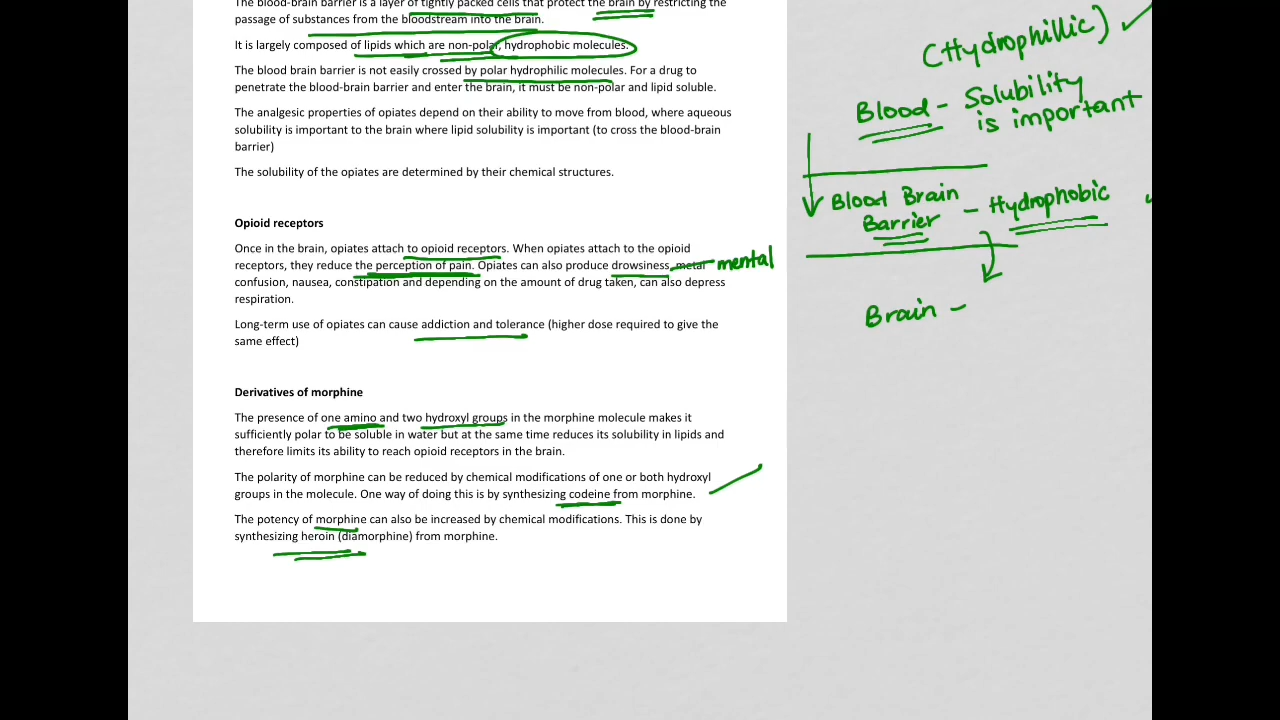 The blood-brain barrier is a layer of tightly packed cells that protect the brain by restricting the
passage of substances from the bloodstream into the brain.
It is largely composed of lipids which are non-polar, hydrophobic molecules.
The blood brain barrier is not easily crossed by polar hydrophilic molecules. For a drug to
penetrate the blood-brain barrier and enter the brain, it must be non-polar and lipid soluble.
The analgesic properties of opiates depend on their ability to move from blood, where aqueous
solubility is important to the brain where lipid solubility is important (to cross the blood-brain
barrier)
The solubility of the opiates are determined by their chemical structures.
Opioid receptors
Once in the brain, opiates attach to opioid receptors. When opiates attach to the opioid
receptors, they reduce the perception of pain. Opiates can also produce drowsiness, metal
mental
confusion, nausea, constipation and depending on the amount of drug taken, can also depress
respiration.
Long-term use of opiates can cause addiction and tolerance (higher dose required to give the
same effect)
Derivatives of morphine
The presence of one amino and two hydroxyl groups in the morphine molecule makes it
sufficiently polar to be soluble in water but at the same time reduces its solubility in lipids and
therefore limits its ability to reach opioid receptors in the brain.
The polarity of morphine can be reduced by chemical modifications of one or both hydroxyl
groups in the molecule. One way of doing this is by synthesizing codeine from morphine.
The potency of morphine can also be increased by chemical modifications. This is done by
synthesizing heroin (diamorphine) from morphine.
(Hydrophillic)
Blood - Solubility
is important
Blood Brain
Barrier - Hydrophobic
Brain -